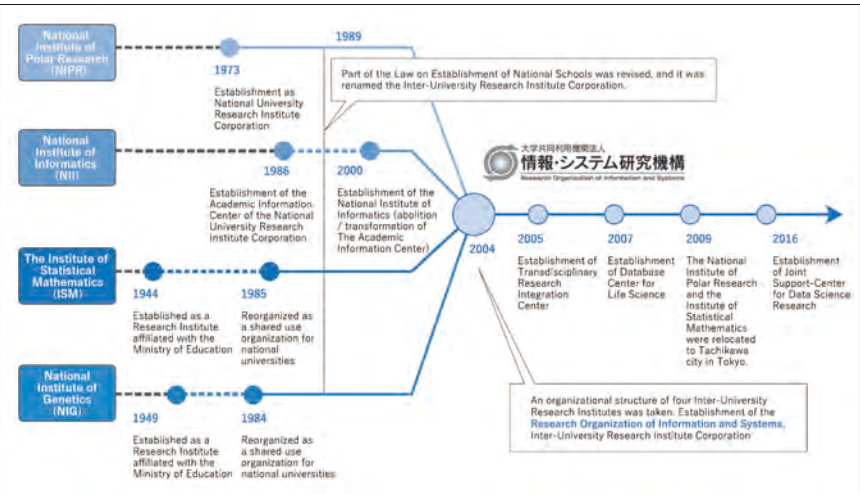 National
Institute of
Polar Research
(NIPR)
1989
1973
Establishment as
National University
Research Institute
Corporation
Part of the Law on Establishment of National Schools was revised, and it was
renamed the Inter-University Research Institute Corporation.
National
Institute of
Informatics
(NII)
1986
Establishment of the
Academic Information
Center of the National
University Research
Institute Corporation
2000
Establishment of the
National Institute of
Informatics (abolition
/ transformation of
The Academic
Information Center)
大学共同利用機関法人
情報・システム研究機構
Research Organization of Information and Systems
2004
2005
Establishment of
Transdisciplinary
Research
Integration
Center
2007
Establishment
of Database
Center for
Life Science
2009
The National
Institute of
Polar Research
and the
Institute of
Statistical
Mathematics
were relocated
to Tachikawa
city in Tokyo.
2016
Establishment
of Joint
Support-Center
for Data Science
Research
The Institute of
Statistical
Mathematics
(ISM)
1944
Established as a
Research Institute
affiliated with the
Ministry of Education
1985
Reorganized as
a shared use
organization for
national
universities
National
Institute of
Genetics
(NIG)
1949
Established as a
Research Institute
affiliated with the
Ministry of Education
1984
Reorganized as
a shared use
organization for
national universities
An organizational structure of four Inter-University
Research Institutes was taken. Establishment of the
Research Organization of Information and Systems,
Inter-University Research Institute Corporation